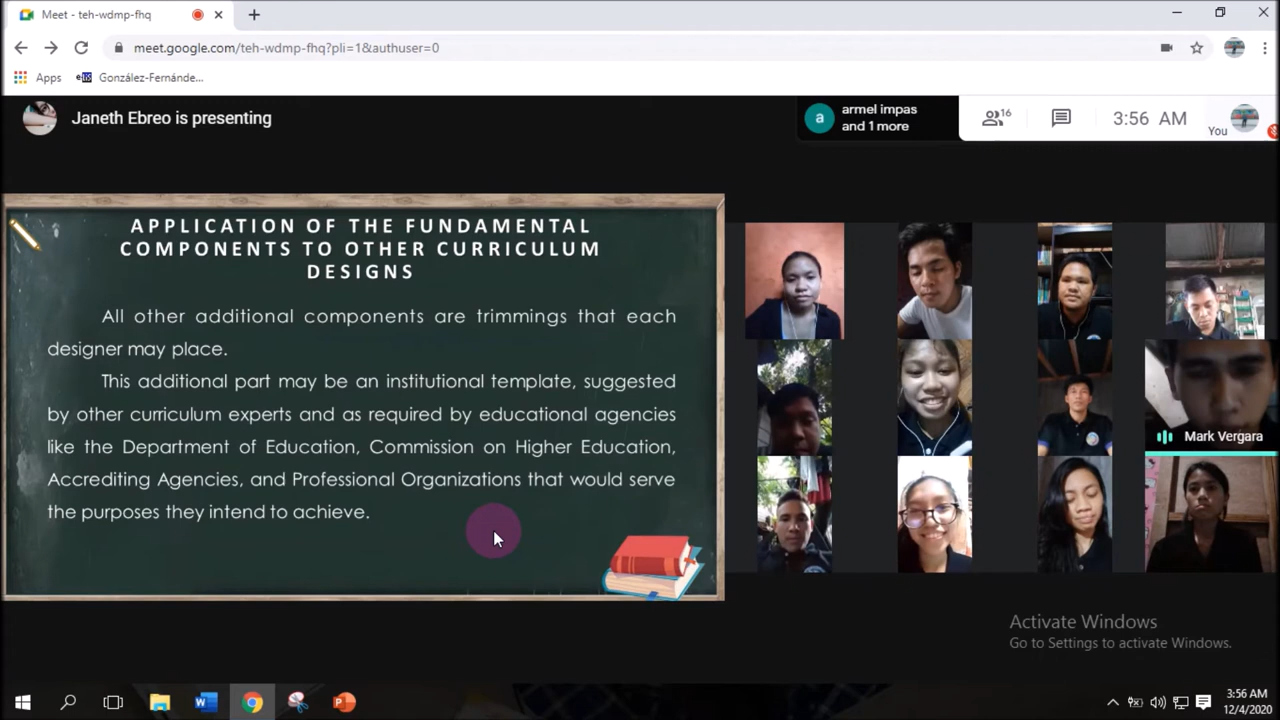 Meet - teh-wdmp-fhq
meet.google.com/teh-wdmp-fhq?pli=1&authuser=0
Apps
González-Fernánde...
Janeth Ebreo is presenting
armel impas
and 1 more
a
16
3:56 AM
You
APPLICATION OF THE FUNDAMENTAL
COMPONENTS TO OTHER CURRICULUM
DESIGNS
All other additional components are trimmings that each
designer may place.
This additional part may be an institutional template, suggested
by other curriculum experts and as required by educational agencies
like the Department of Education, Commission on Higher Education,
Accrediting Agencies, and Professional Organizations that would serve
the purposes they intend to achieve.
Mark Vergara
Activate Windows
Go to Settings to activate Windows.
3:56 AM
12/4/2020